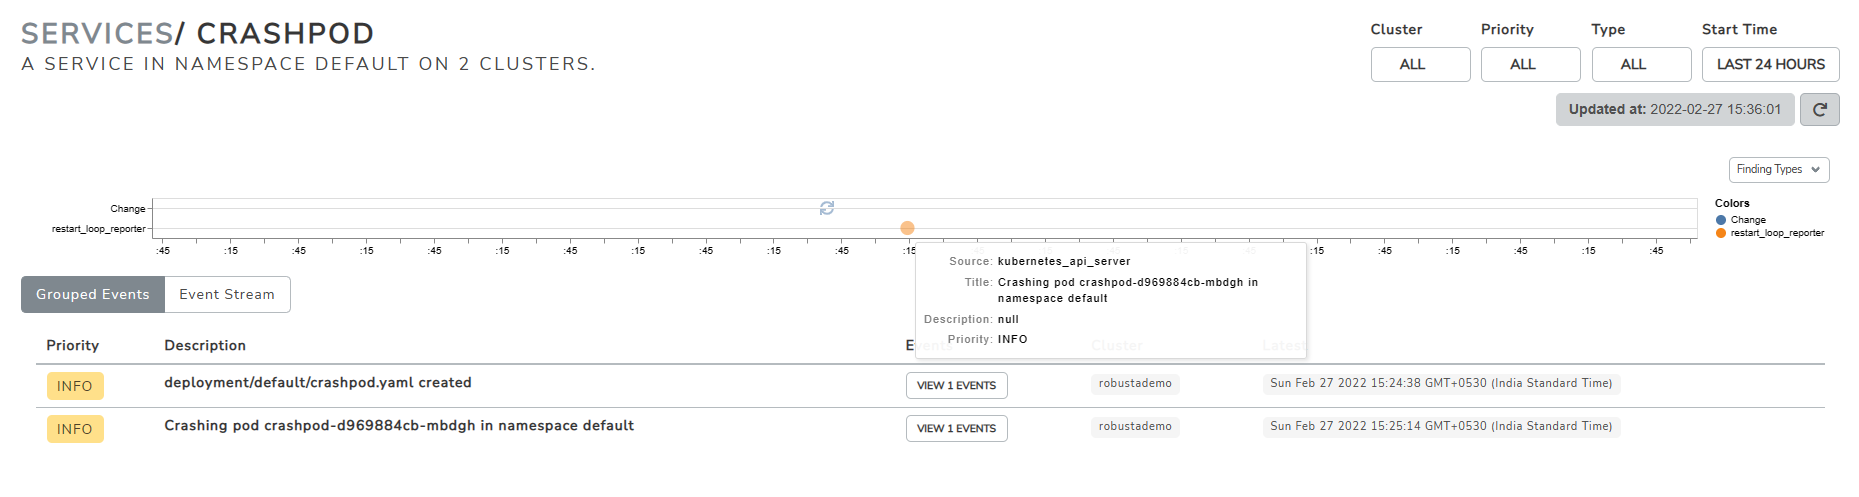 SERVICES/ CRASHPOD
A SERVICE IN NAMESPACE DEFAULT ON 2 CLUSTERS.
Cluster Priority Type Start Time
ALL ALL ALL LAST 24 HOURS
Updated at: 2022-02-27 15:36:01
Finding Types
Change
restart_loop_reporter
:45 :15 :45 :15 :45 :15 :45 :15 :45 :15 :45 :15 :45 :15 :45 :15 :45 :15 :45 :15 :45 :15 :45
Colors
Change
restart_loop_reporter
Source: kubernetes_api_server
Title: Crashing pod crashpod-d969884cb-mbdgh in
namespace default
Description: null
Priority: INFO
Grouped Events Event Stream
Priority Description Events Cluster Latest
INFO deployment/default/crashpod.yaml created VIEW 1 EVENTS robustademo Sun Feb 27 2022 15:24:38 GMT+0530 (India Standard Time)
INFO Crashing pod crashpod-d969884cb-mbdgh in namespace default VIEW 1 EVENTS robustademo Sun Feb 27 2022 15:25:14 GMT+0530 (India Standard Time)